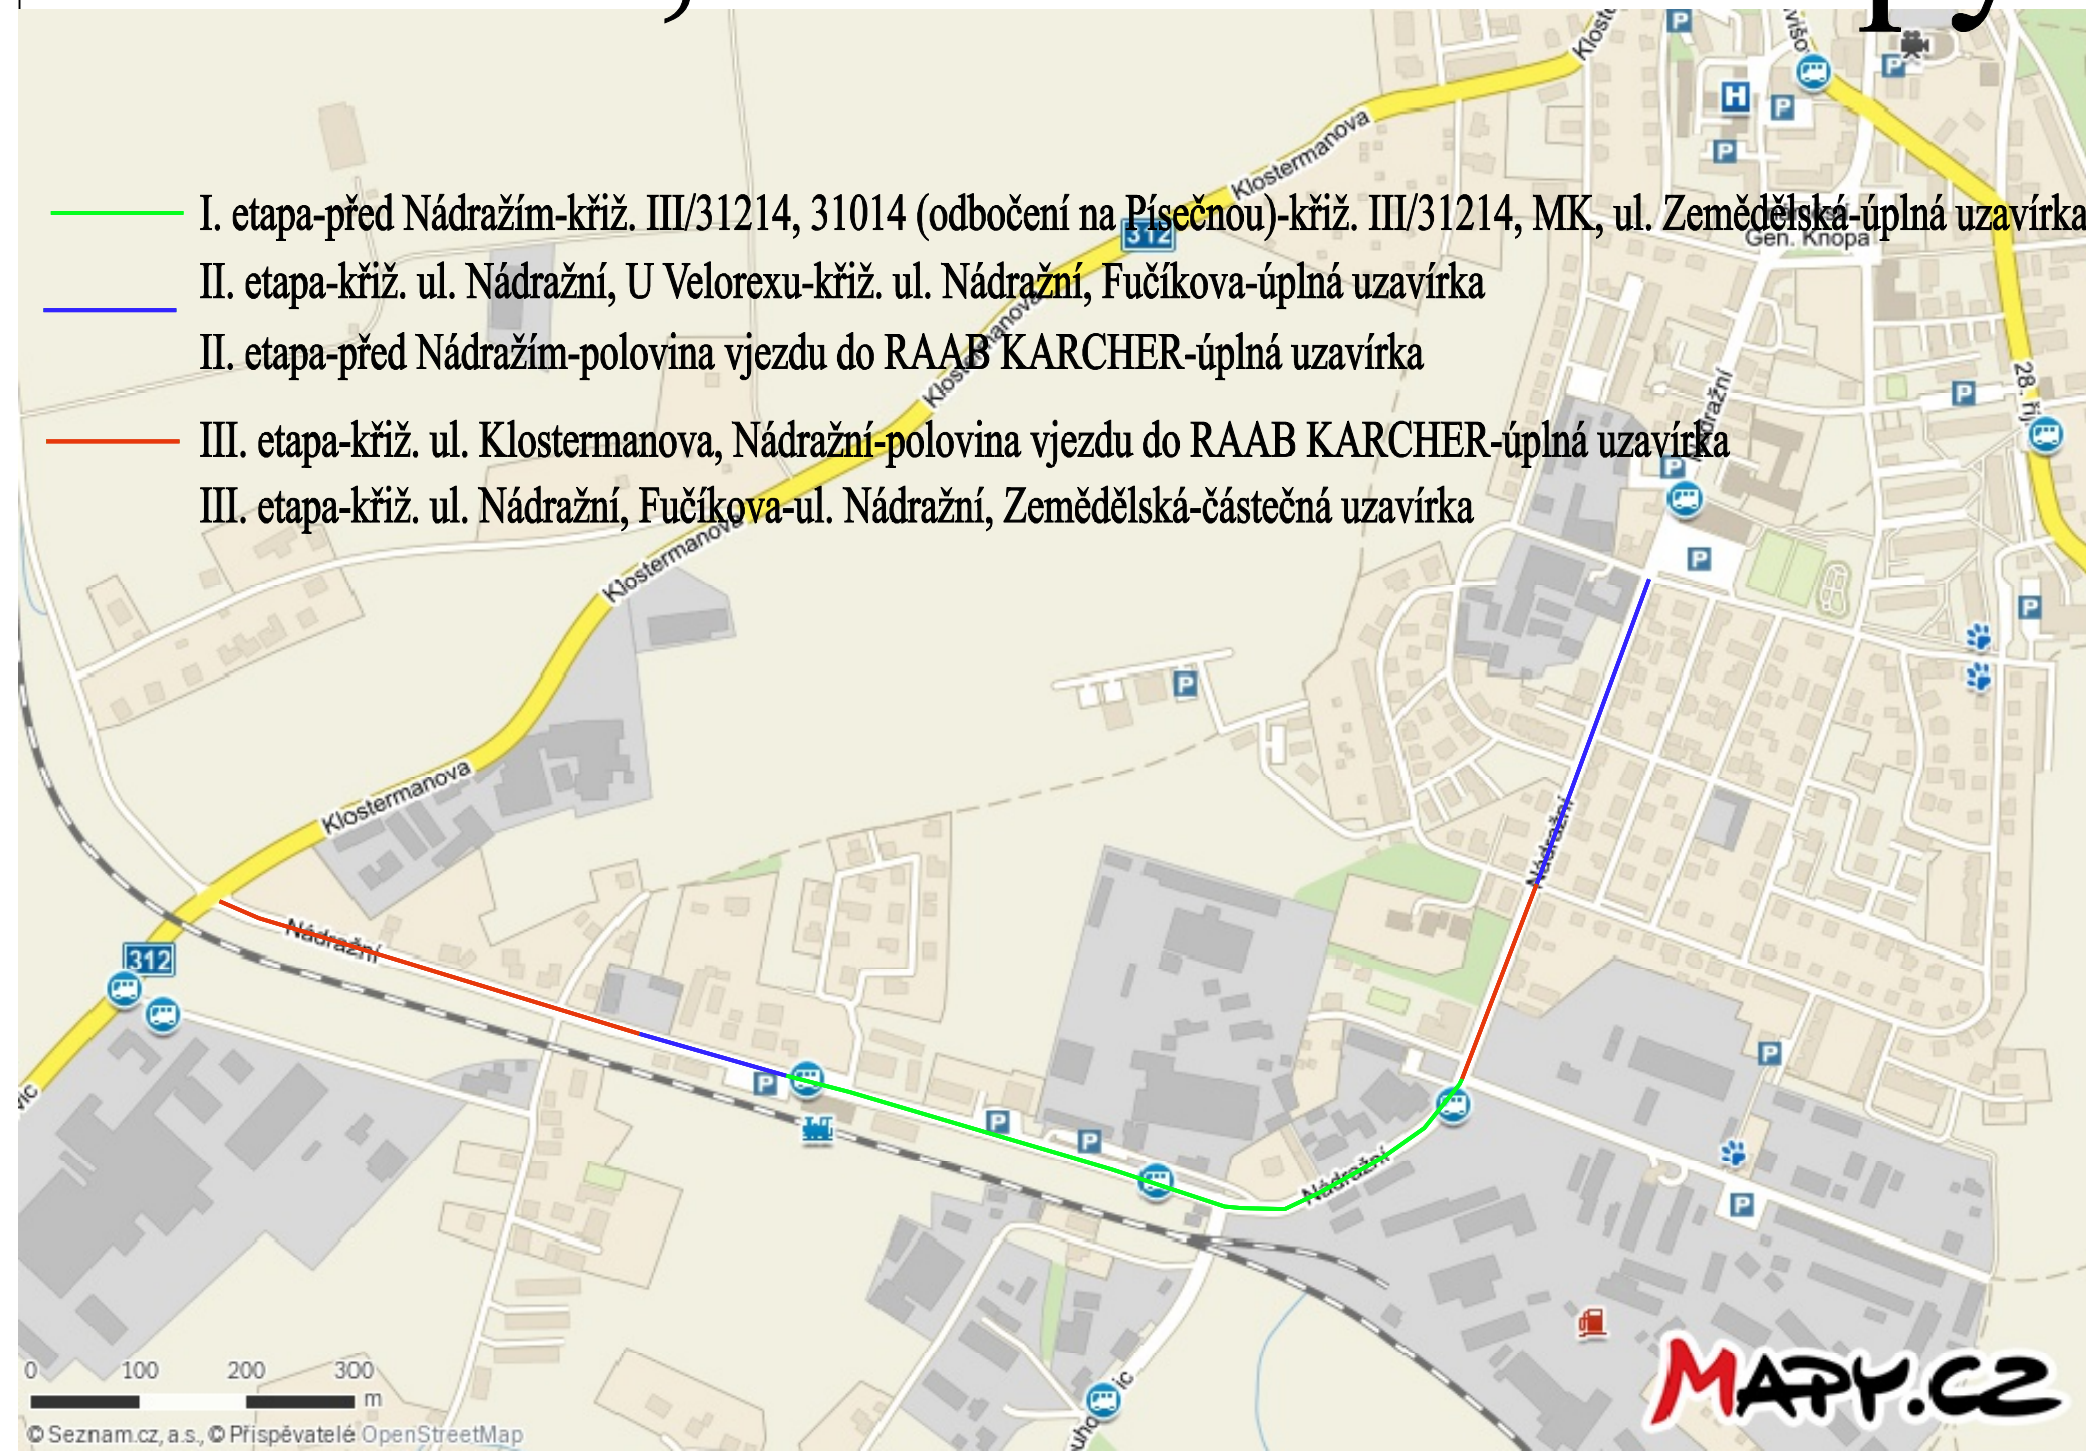 Klostermanova
I. etapa-před Nádražím-křiž. III/31214, 31014 (odbočení na Písečnou)-křiž. III/31214, MK, ul. Zemědělská-úplná uzavírka
312
Gen. Knopa
II. etapa-křiž. ul. Nádražní, U Velorexu-křiž. ul. Nádražní, Fučíkova-úplná uzavírka
Klostermanova
II. etapa-před Nádražím-polovina vjezdu do RAAB KARCHER-úplná uzavírka
Nádražní
28. říj
III. etapa-křiž. ul. Klostermanova, Nádražní-polovina vjezdu do RAAB KARCHER-úplná uzavírka
III. etapa-křiž. ul. Nádražní, Fučíkova-ul. Nádražní, Zemědělská-částečná uzavírka
Klostermanova
Klostermanova
Nádražní
Nádražní
312
Nádražní
0 100 200 300 m
MAPY.CZ
© Seznam.cz, a.s., © Přispěvatelé OpenStreetMap